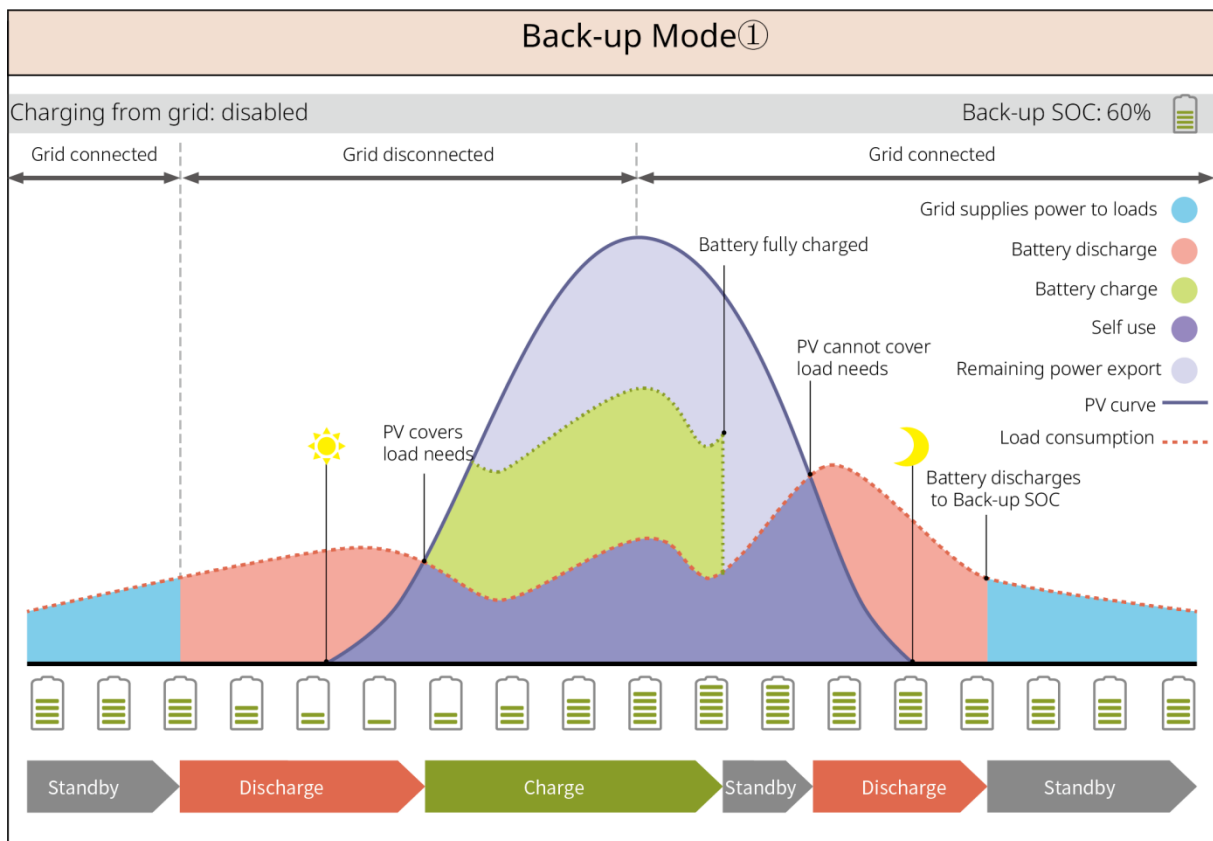 Back-up Mode①
Charging from grid: disabled
Back-up SOC: 60%
Grid connected
Grid disconnected
Grid connected
Grid supplies power to loads
Battery discharge
Battery charge
Self use
Remaining power export
PV curve
Load consumption
Battery fully charged
PV cannot cover
load needs
PV covers
load needs
Battery discharges
to Back-up SOC
Standby
Discharge
Charge
Standby
Discharge
Standby